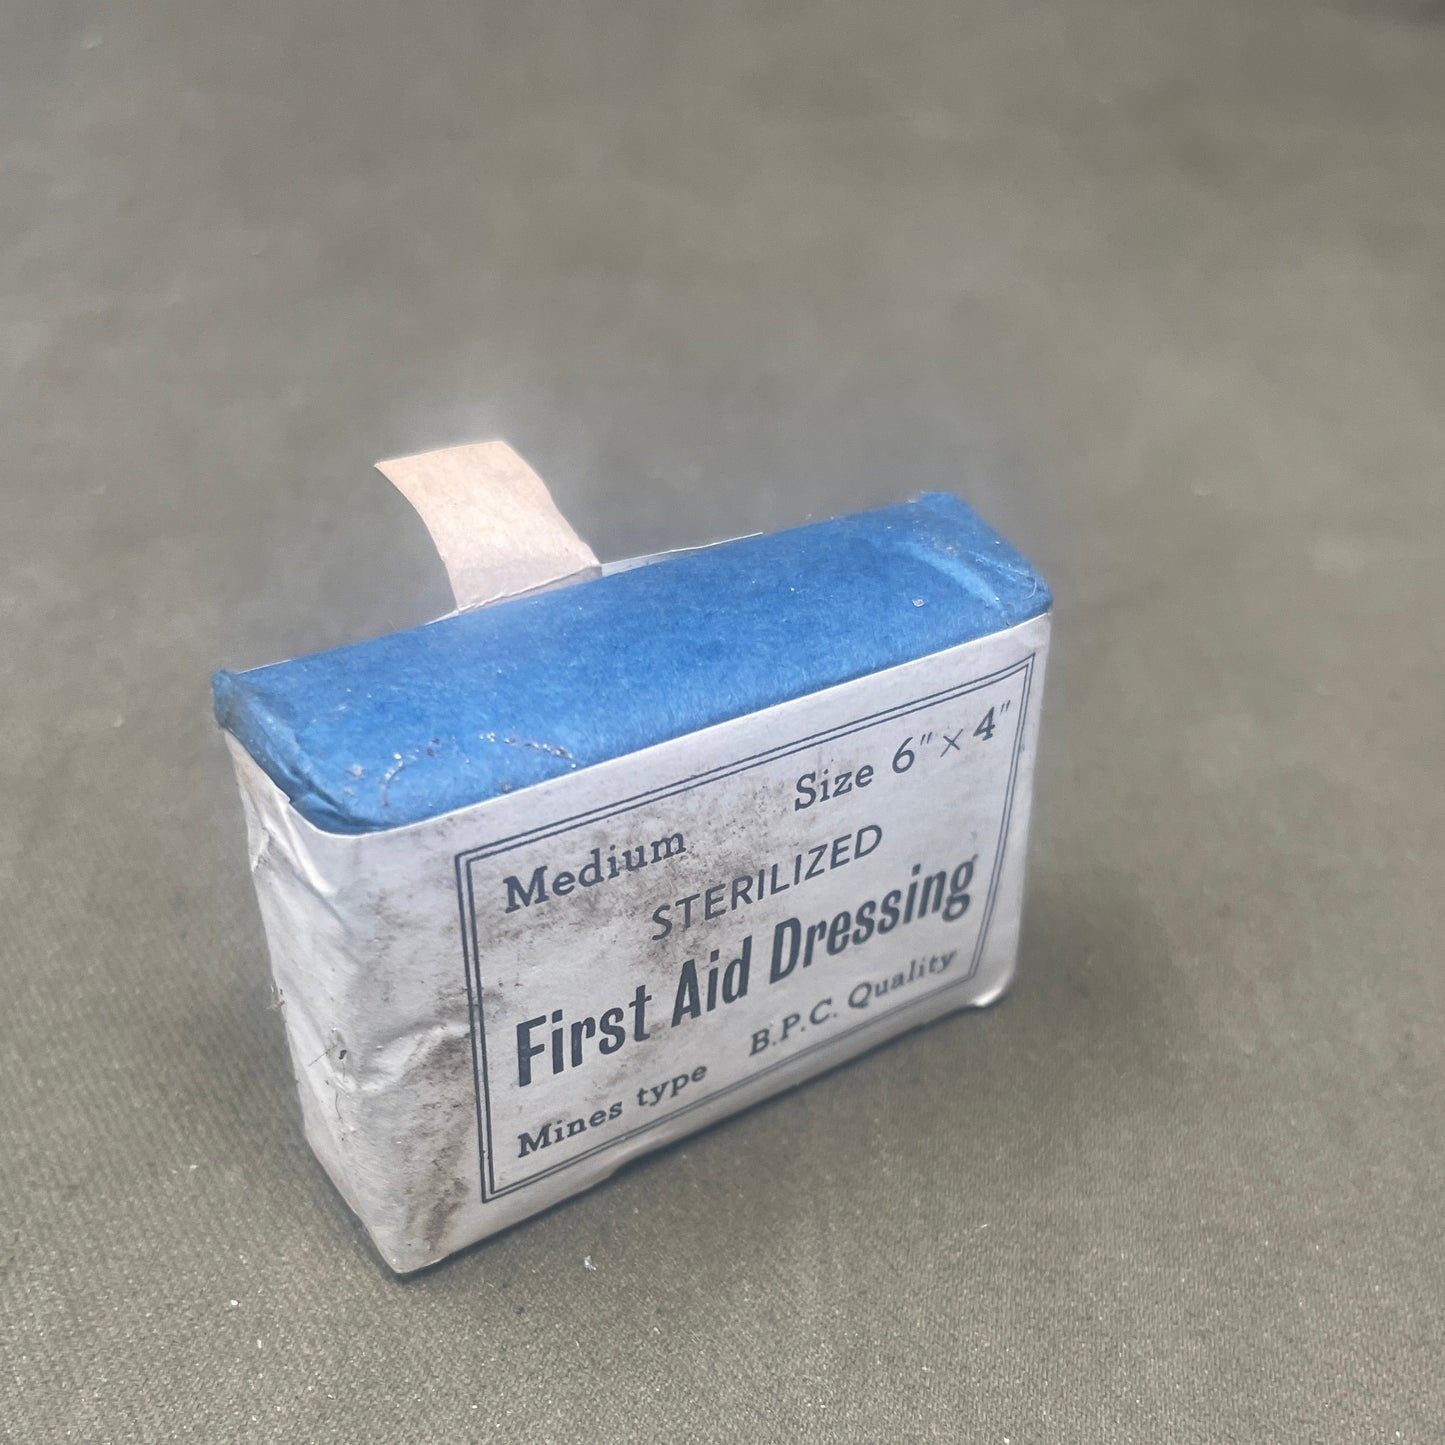 Medium Size 6" × 4"
STERILIZED
First Aid Dressing
Mines type B.P.C. Quality